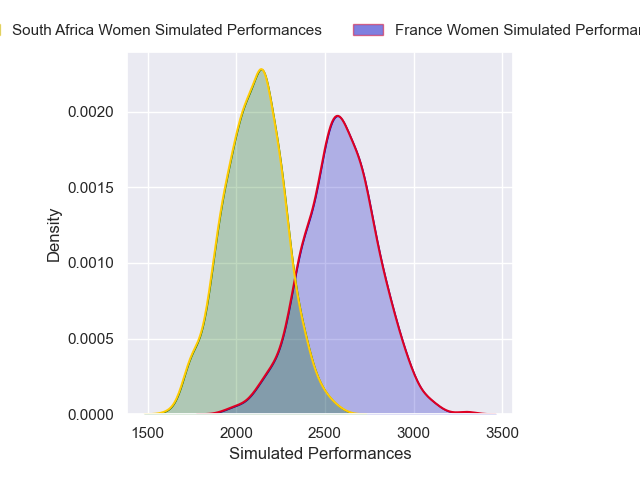 South Africa Women Simulated Performances
France Women Simulated
0.0020
0.0015
0.0010
0.0005
0.0000
Density
1500 2000 2500 3000 3500
Simulated Performances